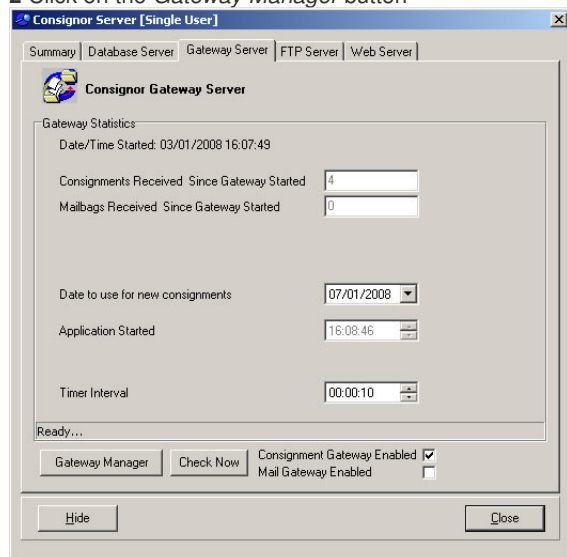 2 Click on the Gateway Manager button
Consignor Server [Single User]
Summary Database Server Gateway Server FTP Server Web Server
Consignor Gateway Server
Gateway Statistics
Date/Time Started: 03/01/2008 16:07:49
Consignments Received Since Gateway Started 4
Mailbags Received Since Gateway Started 0
Date to use for new consignments 07/01/2008
Application Started 16:08:46
Timer Interval 00:00:10
Ready...
Gateway Manager Check Now Consignment Gateway Enabled
Mail Gateway Enabled
Hide Close